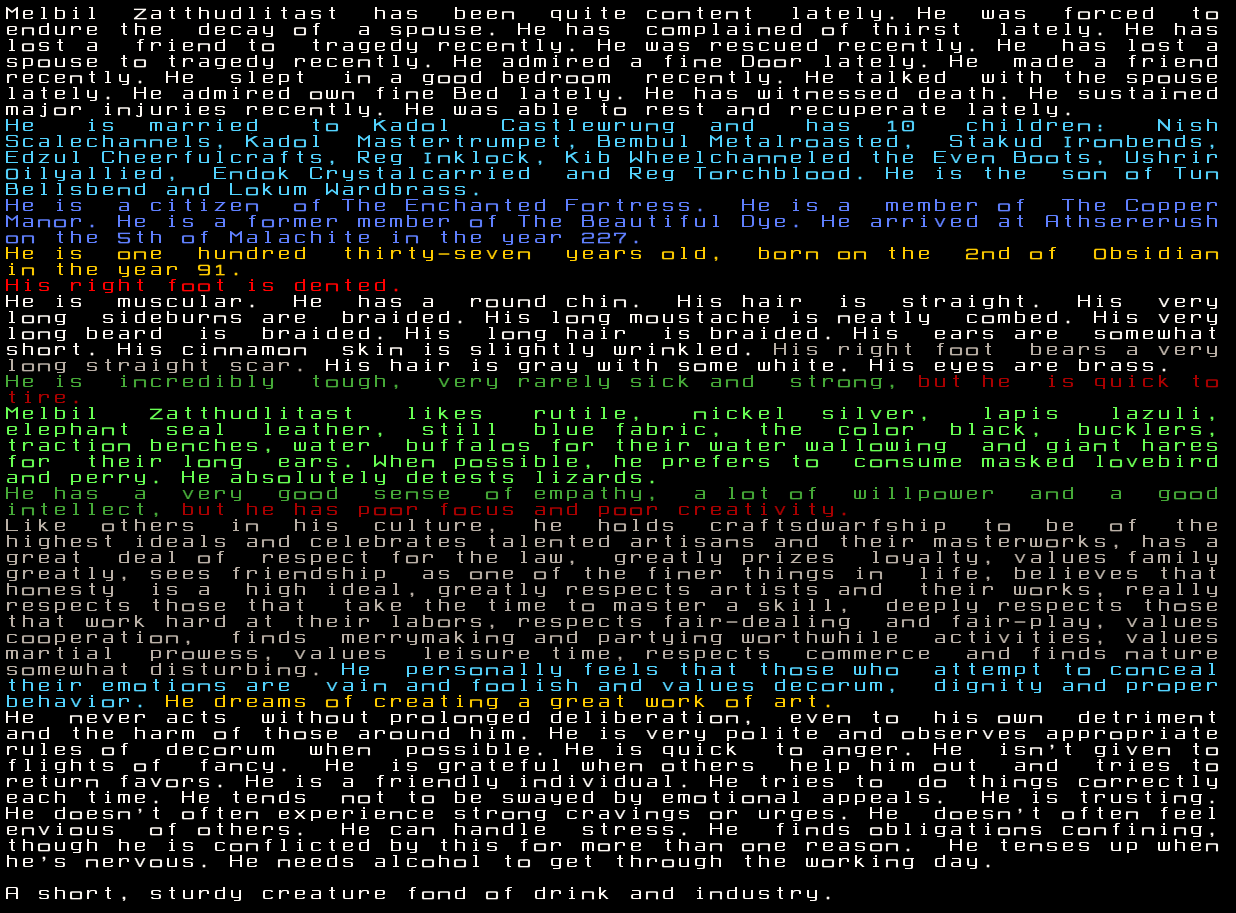 Melbil Zatthudlitast has been quite content lately. He was forced to
endure the decay of a spouse. He has complained of thirst lately. He has
lost a friend to tragedy recently. He was rescued recently. He has lost a
spouse to tragedy recently. He admired a fine Door lately. He made a friend
recently. He slept in a good bedroom recently. He talked with the spouse
lately. He admired own fine Bed lately. He has witnessed death. He sustained
major injuries recently. He was able to rest and recuperate lately.
He is married to Kadol Castlewrung and has 10 children: Nish
Scalechannels, Kadol Mastertrumpet, Bembul Metalroasted, Stakud Ironbends,
Edzul Cheerfulcrafts, Reg Inklock, Kib Wheelchanneled the Even Boots, Ushrir
Oilyallied, Endok Crystalcarried and Reg Torchblood. He is the son of Tun
Bellsbend and Lokum Wardbrass.
He is a citizen of The Enchanted Fortress. He is a member of The Copper
Manor. He is a former member of The Beautiful Dye. He arrived at Athsererush
on the 5th of Malachite in the year 227.
He is one hundred thirty-seven years old, born on the 2nd of Obsidian
in the year 91.
His right foot is dented.
He is muscular. He has a round chin. His hair is straight. His very
long sideburns are braided. His long moustache is neatly combed. His very
long beard is braided. His long hair is braided. His ears are somewhat
short. His cinnamon skin is slightly wrinkled. His right foot bears a very
long straight scar. His hair is gray with some white. His eyes are brass.
He is incredibly tough, very rarely sick and strong, but he is quick to
tire.
Melbil Zatthudlitast likes rutile, nickel silver, lapis lazuli,
elephant seal leather, still blue fabric, the color black, bucklers,
traction benches, water buffalos for their water wallowing and giant hares
for their long ears. When possible, he prefers to consume masked lovebird
and perry. He absolutely detests lizards.
He has a very good sense of empathy, a lot of willpower and a good
intellect, but he has poor focus and poor creativity.
Like others in his culture, he holds craftsdwarfship to be of the
highest ideals and celebrates talented artisans and their masterworks, has a
great deal of respect for the law, greatly prizes loyalty, values family
greatly, sees friendship as one of the finer things in life, believes that
honesty is a high ideal, greatly respects artists and their works, really
respects those that take the time to master a skill, deeply respects those
that work hard at their labors, respects fair-dealing and fair-play, values
cooperation, finds merrymaking and partying worthwhile activities, values
martial prowess, values leisure time, respects commerce and finds nature
somewhat disturbing. He personally feels that those who attempt to conceal
their emotions are vain and foolish and values decorum, dignity and proper
behavior. He dreams of creating a great work of art.
He never acts without prolonged deliberation, even to his own detriment
and the harm of those around him. He is very polite and observes appropriate
rules of decorum when possible. He is quick to anger. He isn't given to
flights of fancy. He is grateful when others help him out and tries to
return favors. He is a friendly individual. He tries to do things correctly
each time. He tends not to be swayed by emotional appeals. He is trusting.
He doesn't often experience strong cravings or urges. He doesn't often feel
envious of others. He can handle stress. He finds obligations confining,
though he is conflicted by this for more than one reason. He tenses up when
he's nervous. He needs alcohol to get through the working day.
A short, sturdy creature fond of drink and industry.